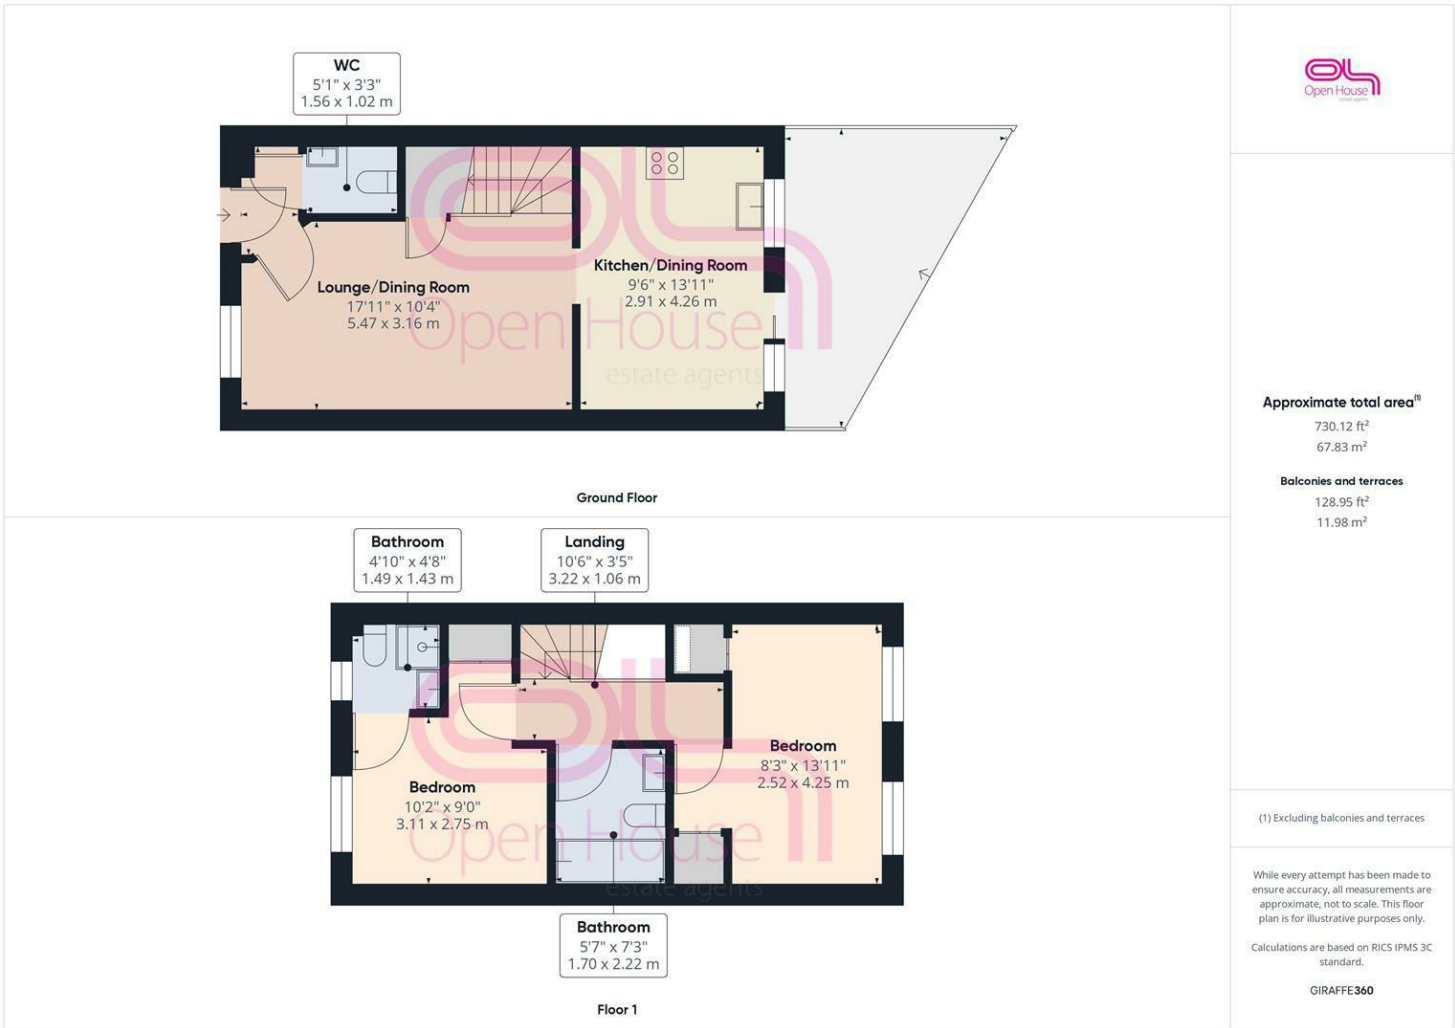 WC
5'1" x 3'3"
1.56 x 1.02 m
Lounge/Dining Room
17'11" x 10'4"
5.47 x 3.16 m
Kitchen/Dining Room
9'6" x 13'11"
2.91 x 4.26 m
Open House
estate agents
Ground Floor
Bathroom
4'10" x 4'8"
1.49 x 1.43 m
Landing
10'6" x 3'5"
3.22 x 1.06 m
Bedroom
10'2" x 9'0"
3.11 x 2.75 m
Bedroom
8'3" x 13'11"
2.52 x 4.25 m
Open House
estate agents
Bathroom
5'7" x 7'3"
1.70 x 2.22 m
Floor 1
Open House
estate agents
Approximate total area⁽¹⁾
730.12 ft²
67.83 m²
Balconies and terraces
128.95 ft²
11.98 m²
(1) Excluding balconies and terraces
While every attempt has been made to
ensure accuracy, all measurements are
approximate, not to scale. This floor
plan is for illustrative purposes only.
Calculations are based on RICS IPMS 3C
standard.
GIRAFFE360